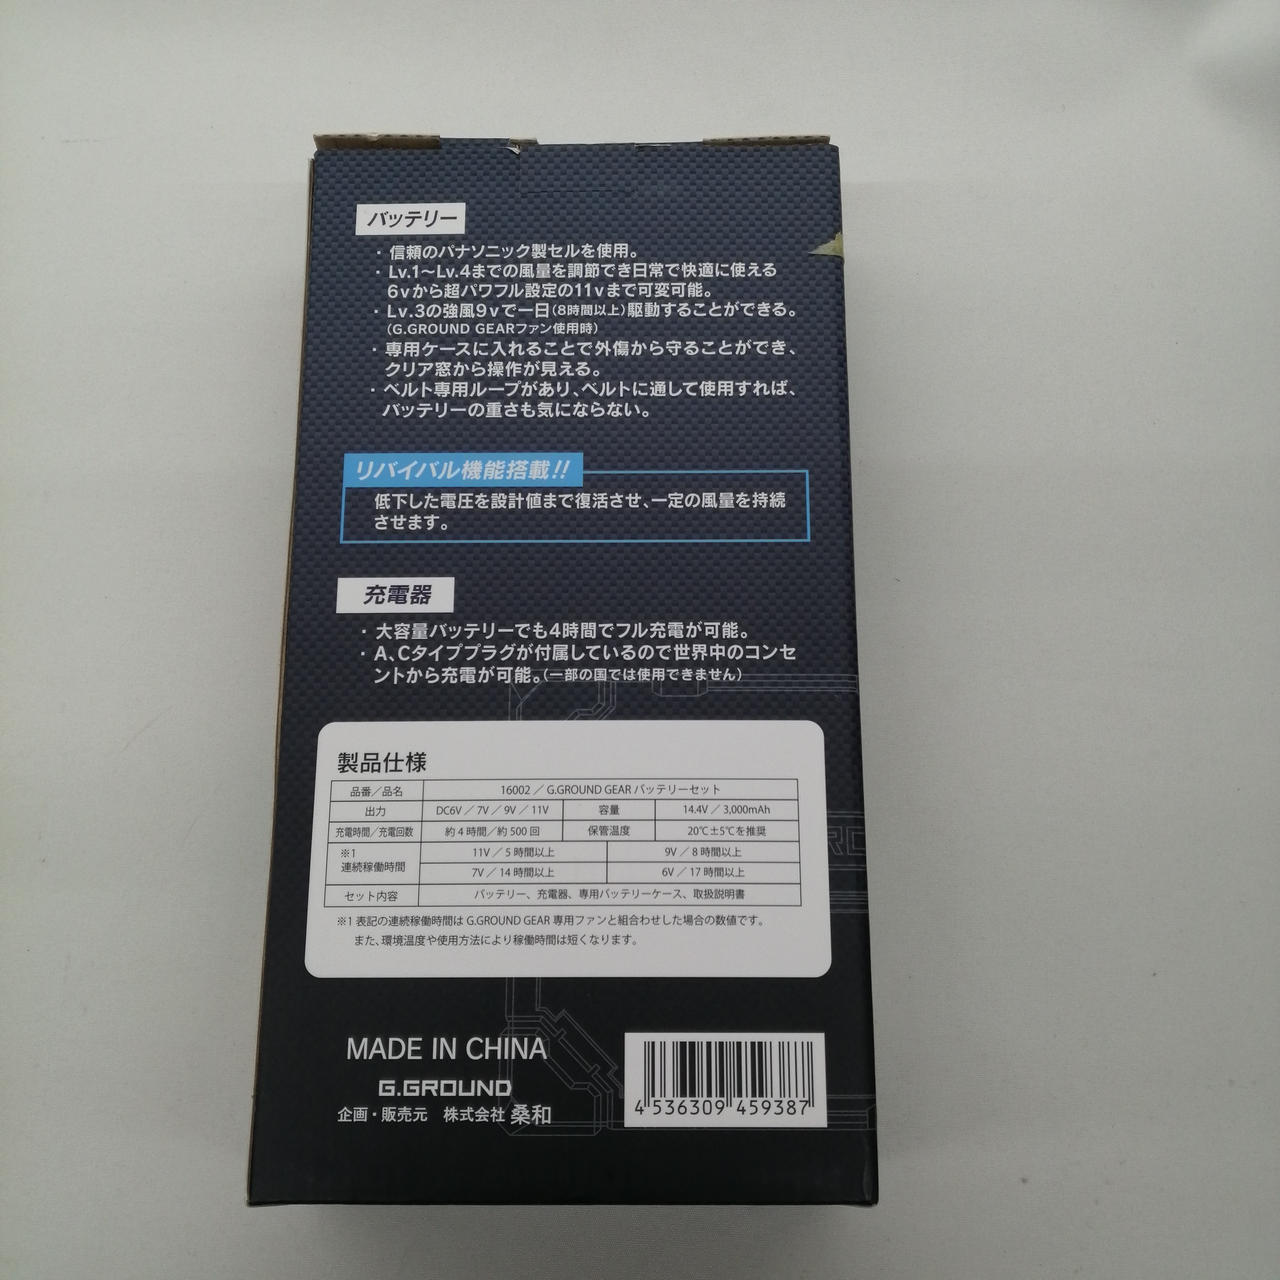 バッテリー
・信頼のパナソニック製セルを使用。
・Lv.1〜Lv.4までの風量を調節でき日常で快適に使える
6vから超パワフル設定の11vまで可変可能。
・Lv.3の強風9vで一日(8時間以上)駆動することができる。
(G.GROUND GEARファン使用時)
・専用ケースに入れることで外傷から守ることができ、
クリア窓から操作が見える。
・ベルト専用ループがあり、ベルトに通して使用すれば、
バッテリーの重さも気にならない。
リバイバル機能搭載!!
低下した電圧を設計値まで復活させ、一定の風量を持続
させます。
充電器
・大容量バッテリーでも4時間でフル充電が可能。
・A、Cタイププラグが付属しているので世界中のコンセ
ントから充電が可能。(一部の国では使用できません)
製品仕様
品番／品名 16002 ／ G.GROUND GEAR バッテリーセット
出力 DC6V ／ 7V ／ 9V ／ 11V 容量 14.4V ／ 3,000mAh
充電時間／充電回数 約 4 時間／約 500 回 保管温度 20℃±5℃を推奨
※1
連続稼働時間
11V ／ 5 時間以上 9V ／ 8 時間以上
7V ／ 14 時間以上 6V ／ 17 時間以上
セット内容 バッテリー、充電器、専用バッテリーケース、取扱説明書
※1 表記の連続稼働時間は G.GROUND GEAR 専用ファンと組合わせした場合の数値です。
また、環境温度や使用方法により稼働時間は短くなります。
MADE IN CHINA
G.GROUND
企画・販売元 株式会社 桑和
4 536309 459387